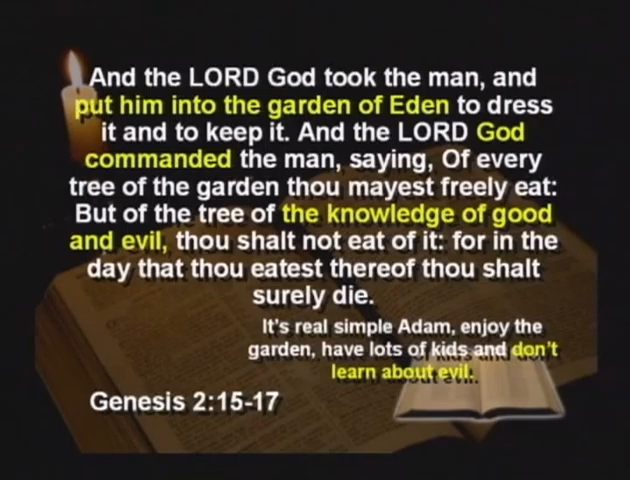 And the LORD God took the man, and
put him into the garden of Eden to dress
it and to keep it. And the LORD God
commanded the man, saying, Of every
tree of the garden thou mayest freely eat:
But of the tree of the knowledge of good
and evil, thou shalt not eat of it: for in the
day that thou eatest thereof thou shalt
surely die.
It's real simple Adam, enjoy the
garden, have lots of kids and don't
learn about evil.
Genesis 2:15-17